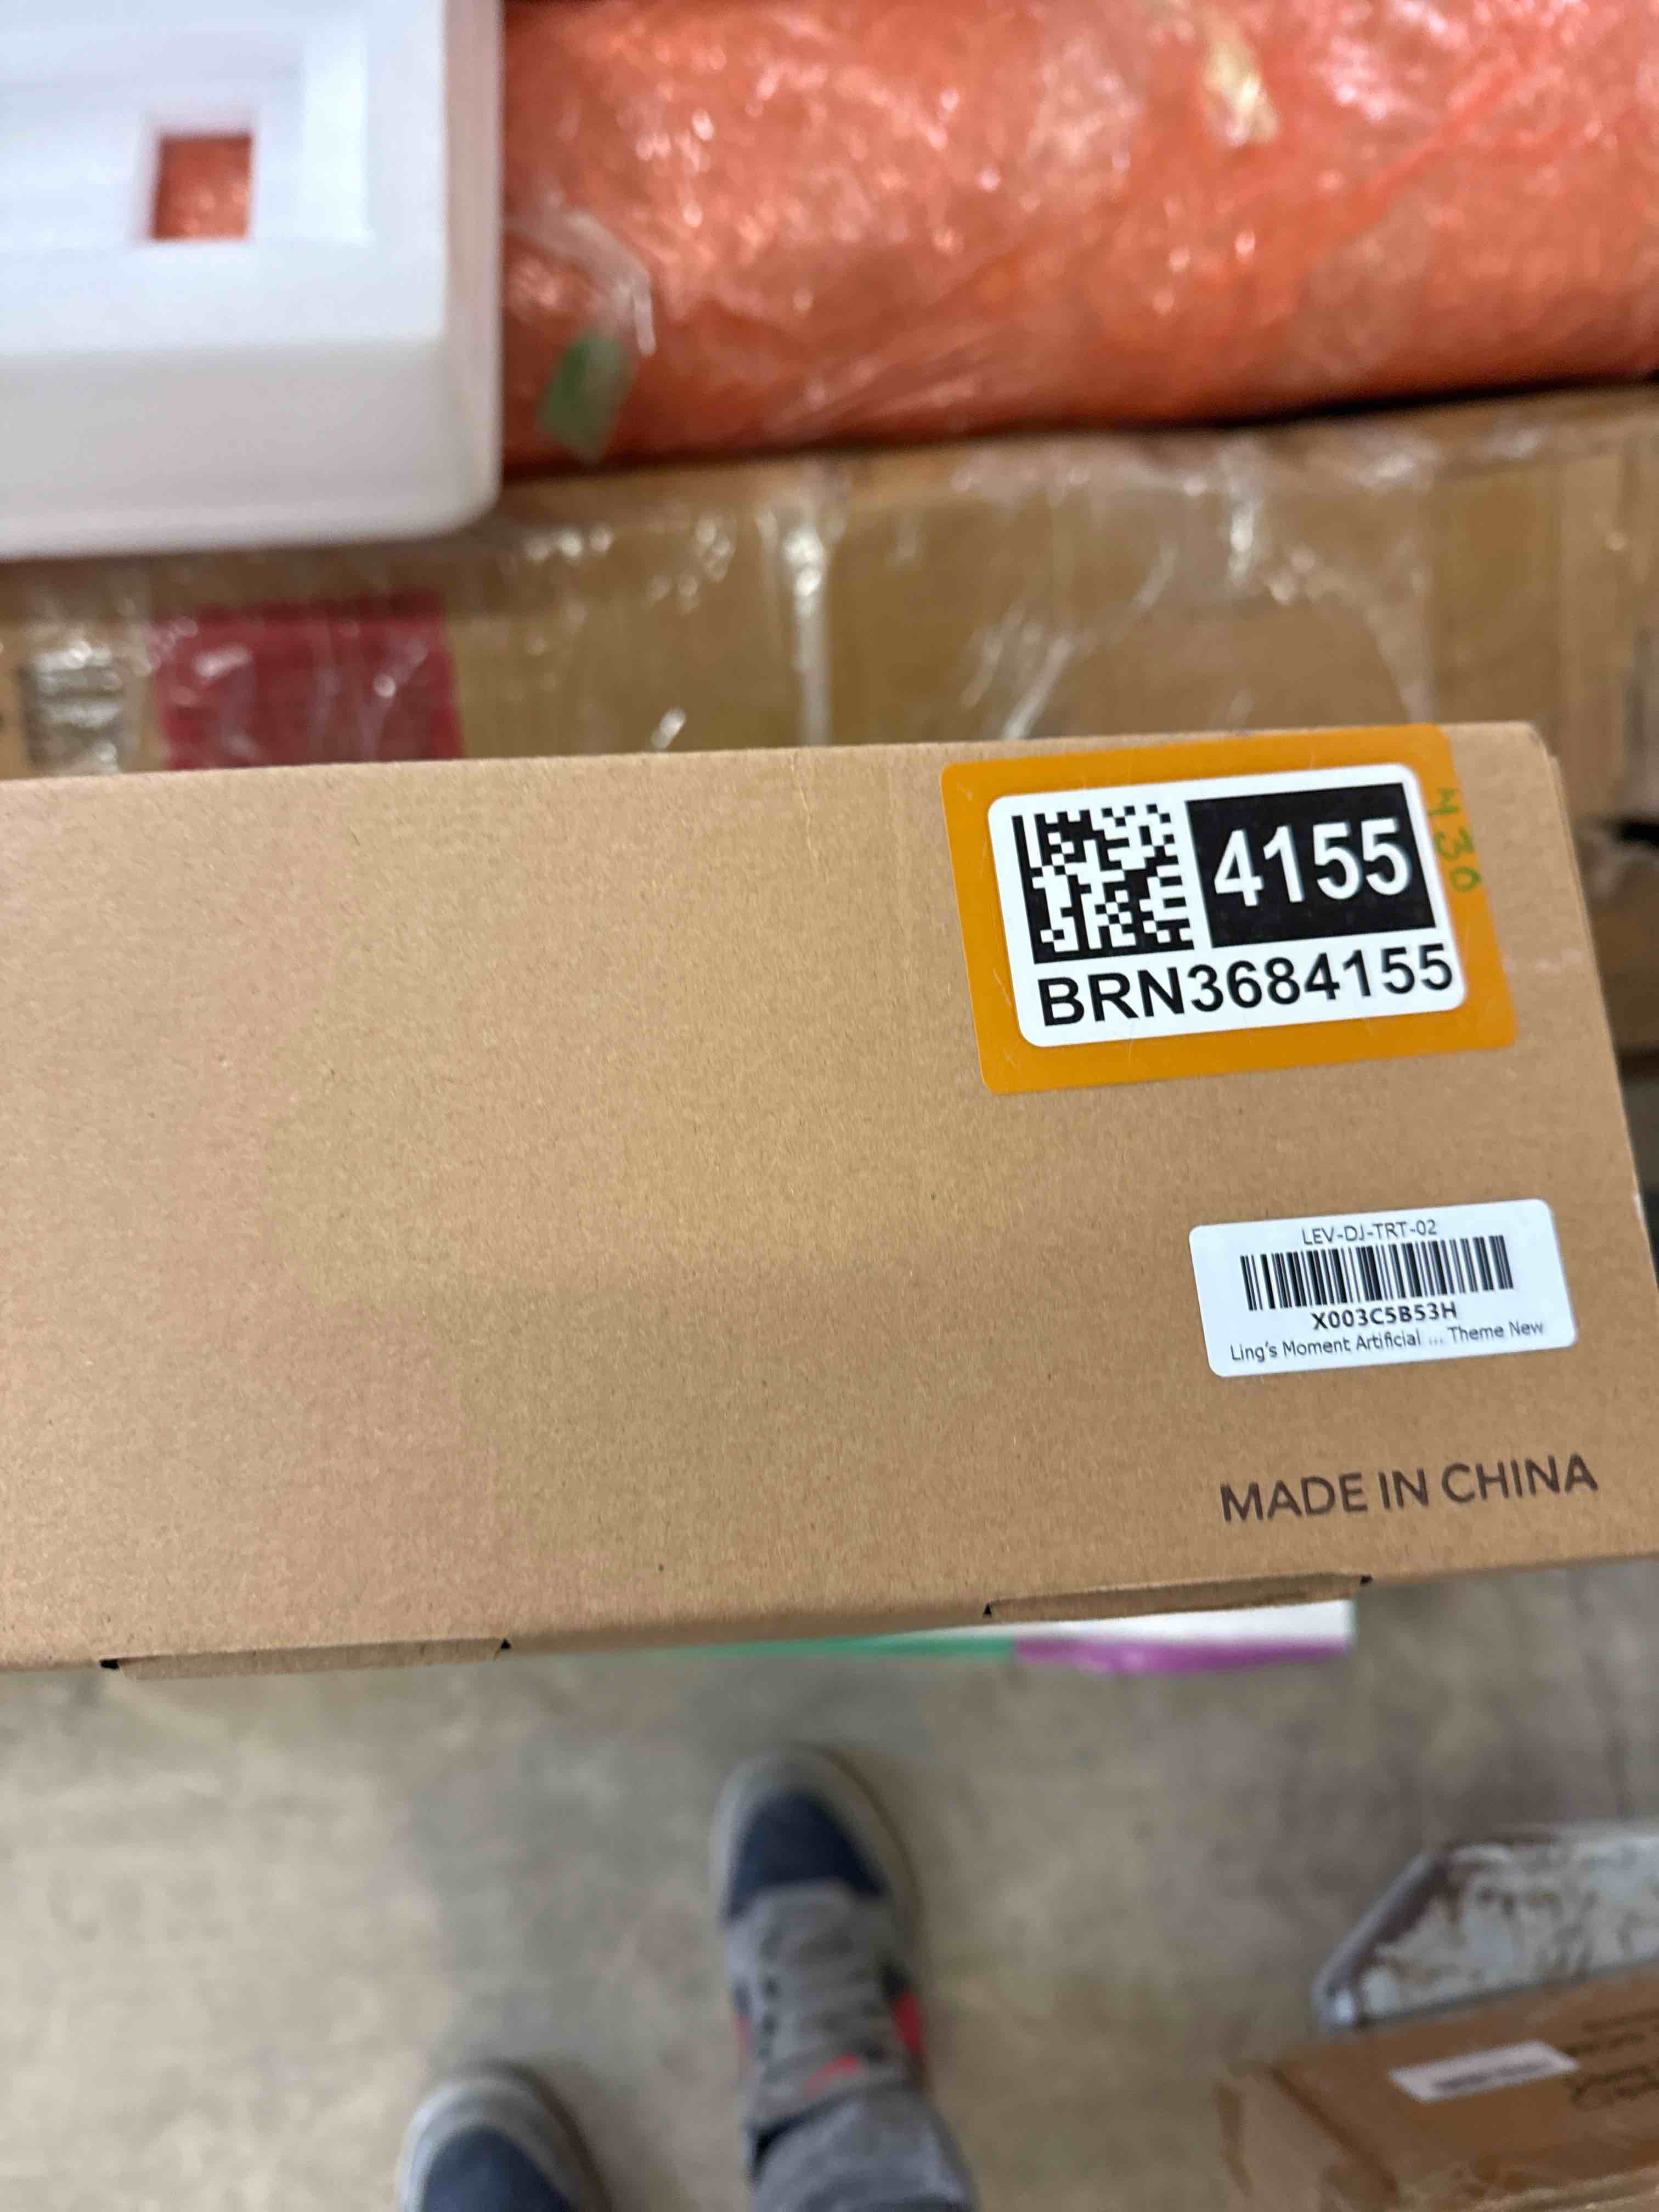 4155
BRN3684155
430
LEV-DJ-TRT-02
X003C5B53H
Ling's Moment Artificial ... Theme New
MADE IN CHINA